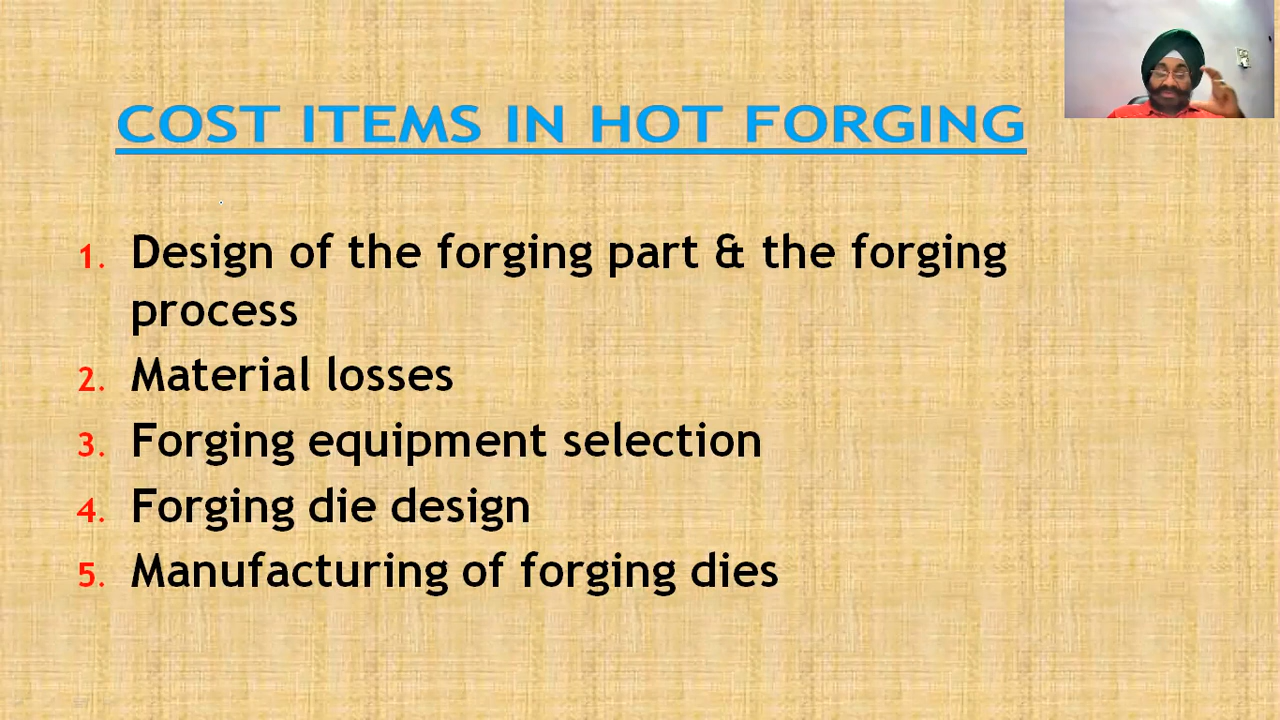 COST ITEMS IN HOT FORGING
1. Design of the forging part & the forging
process
2. Material losses
3. Forging equipment selection
4. Forging die design
5. Manufacturing of forging dies